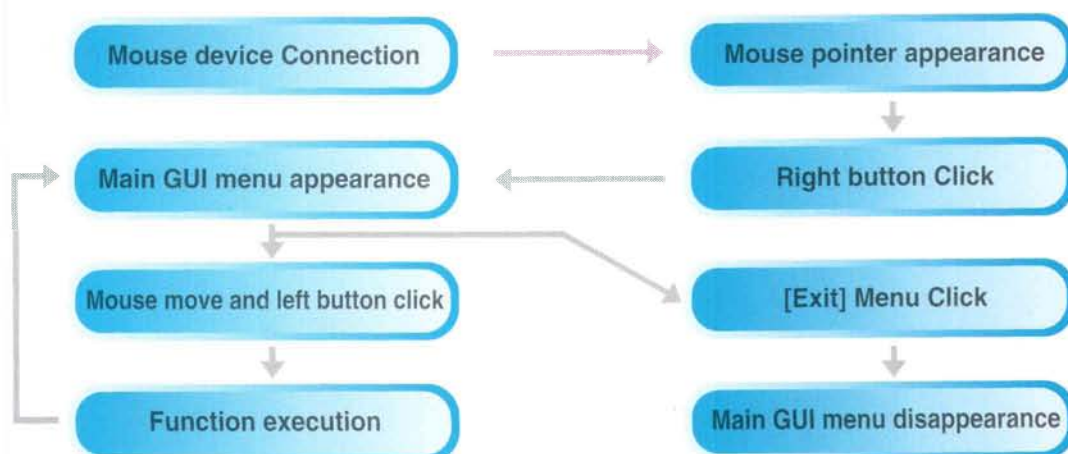 Mouse device Connection
Mouse pointer appearance
Right button Click
Main GUI menu appearance
Mouse move and left button click
[Exit] Menu Click
Function execution
Main GUI menu disappearance